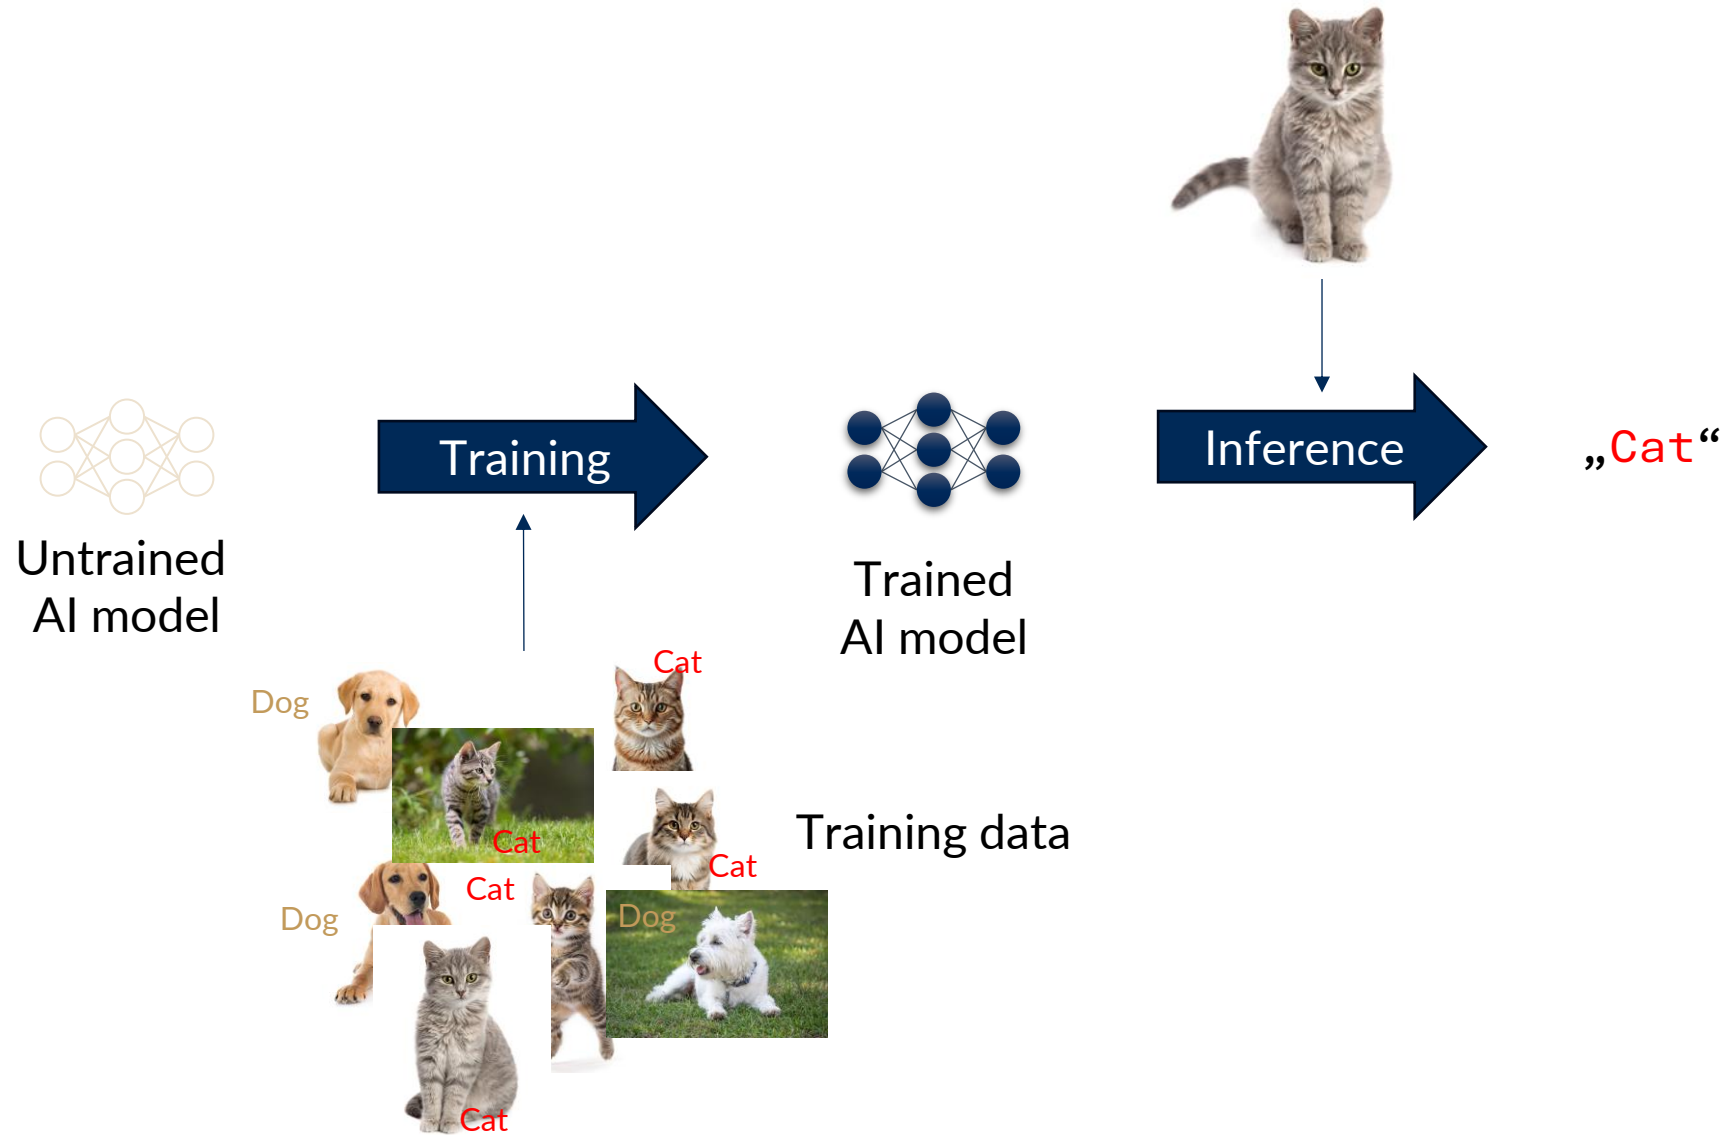 Training
Inference
„Cat“
Untrained
AI model
Trained
AI model
Cat
Dog
Cat
Training data
Cat
Cat
Dog
Dog
Cat